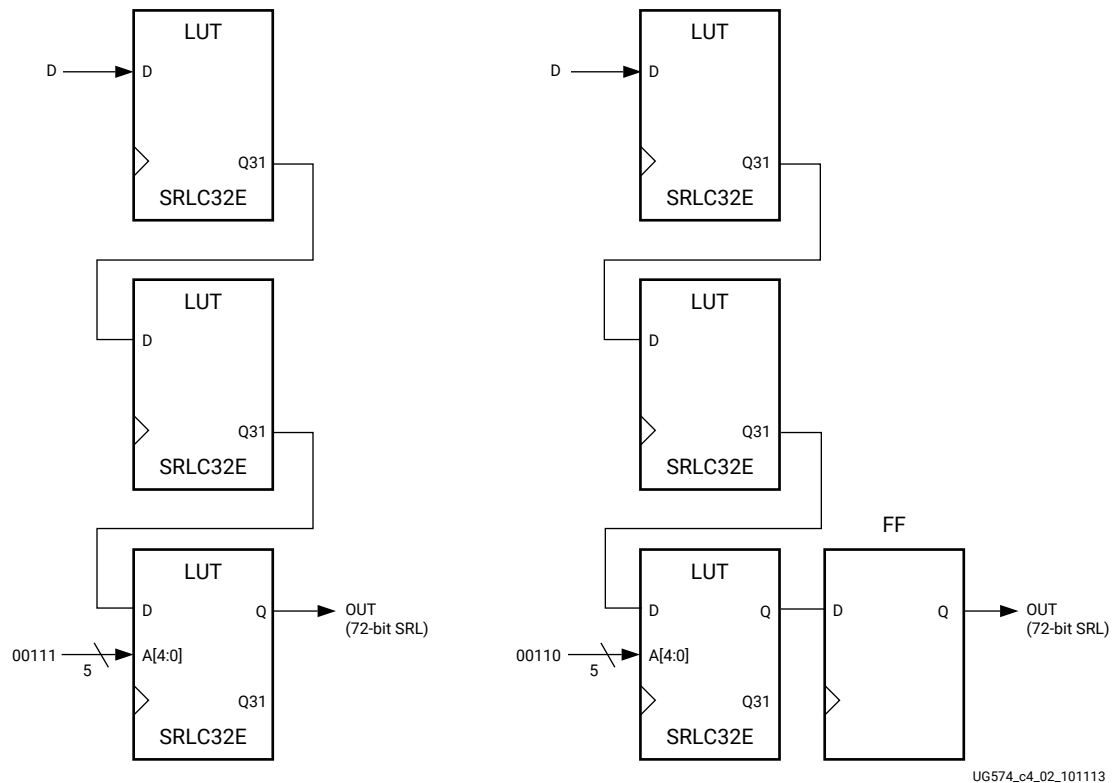 LUT
D
D
Q31
SRLC32E
LUT
D
Q31
SRLC32E
LUT
D
Q
OUT
(72-bit SRL)
00111
5
A[4:0]
Q31
SRLC32E
LUT
D
D
Q31
SRLC32E
LUT
D
Q31
SRLC32E
FF
LUT
D
Q
D
Q
OUT
(72-bit SRL)
00110
5
A[4:0]
Q31
SRLC32E
UG574_c4_02_101113